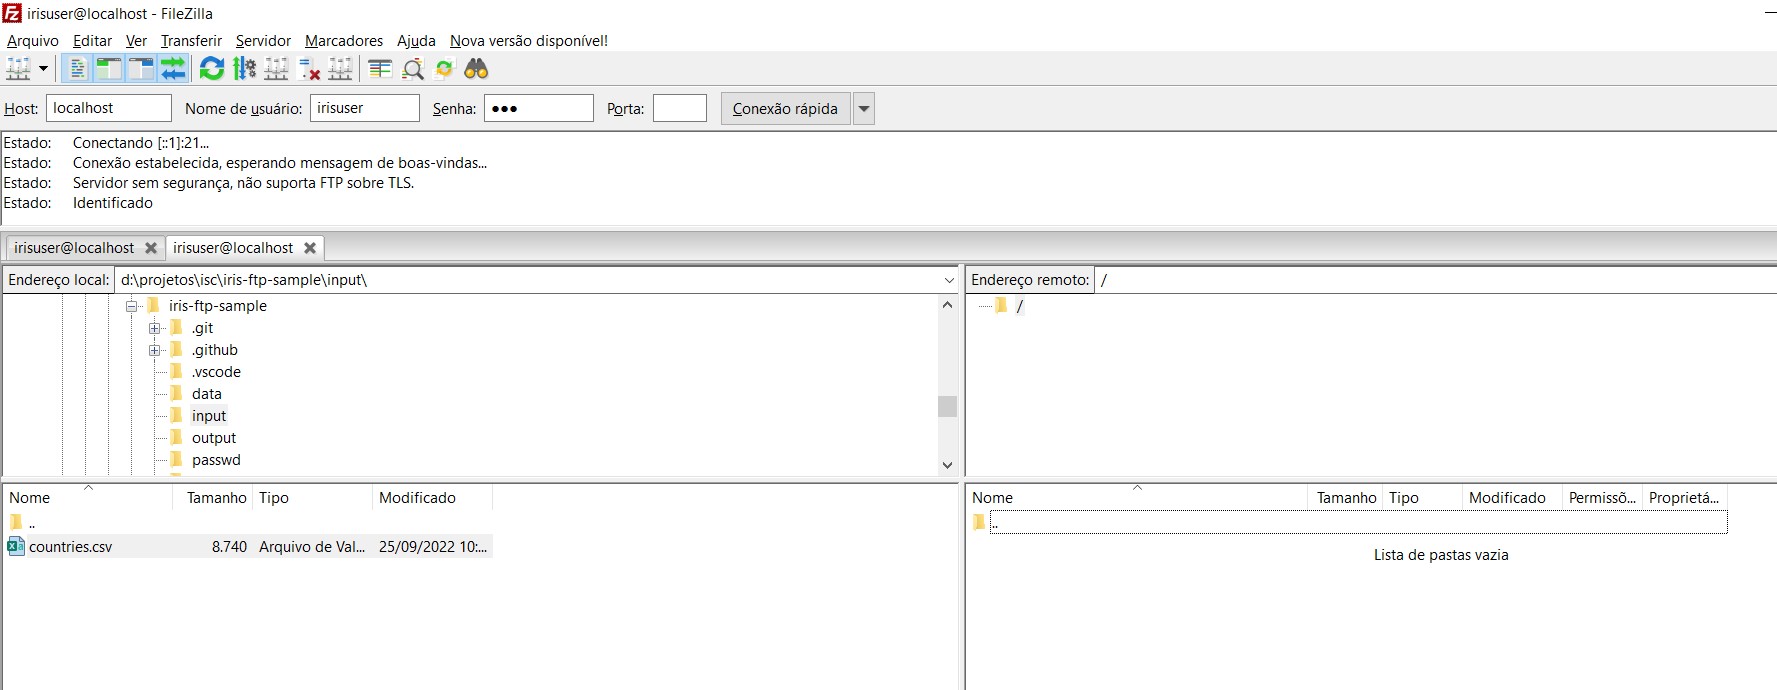 irisuser@localhost - FileZilla
Arquivo Editar Ver Transferir Servidor Marcadores Ajuda Nova versão disponível!
Host: localhost Nome de usuário: irisuser Senha: ●●● Porta: Conexão rápida
Estado: Conectando [::1]:21...
Estado: Conexão estabelecida, esperando mensagem de boas-vindas...
Estado: Servidor sem segurança, não suporta FTP sobre TLS.
Estado: Identificado
irisuser@localhost irisuser@localhost
Endereço local: d:\projetos\isc\iris-ftp-sample\input\
iris-ftp-sample
.git
.github
.vscode
data
input
output
passwd
Nome Tamanho Tipo Modificado
..
countries.csv 8.740 Arquivo de Val... 25/09/2022 10:...
Endereço remoto: /
/
Nome Tamanho Tipo Modificado Permissõ... Proprietá...
..
Lista de pastas vazia